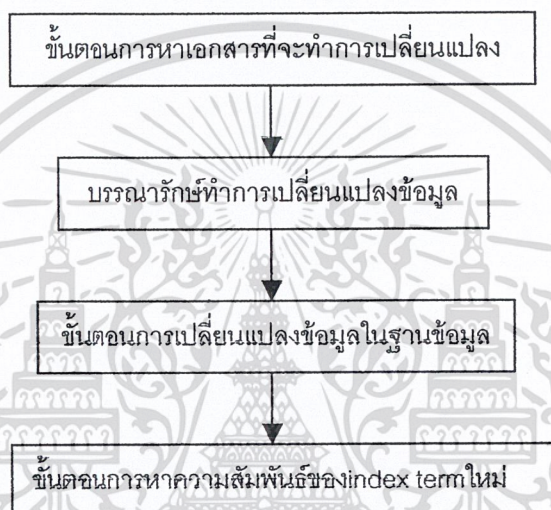 ขั้นตอนการหาเอกสารที่จะทำการเปลี่ยนแปลง
บรรณารักษ์ทำการเปลี่ยนแปลงข้อมูล
ขั้นตอนการเปลี่ยนแปลงข้อมูลในฐานข้อมูล
ขั้นตอนการหาความสัมพันธ์ของindex termใหม่